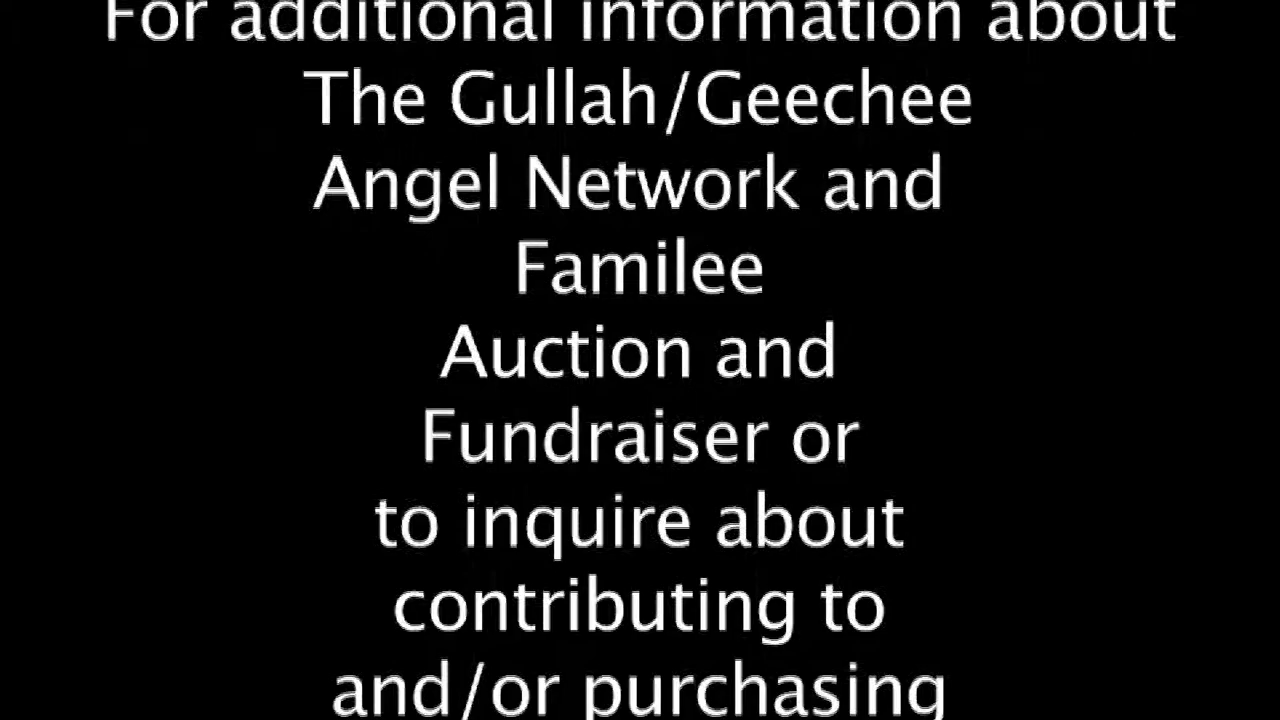 For additional information about
The Gullah/Geechee
Angel Network and
Familee
Auction and
Fundraiser or
to inquire about
contributing to
and/or purchasing